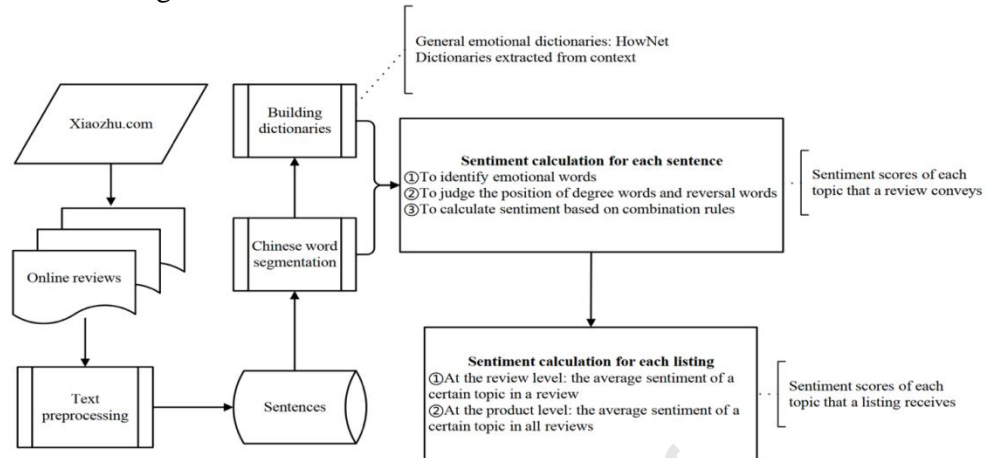 General emotional dictionaries: HowNet
Dictionaries extracted from context
Xiaozhu.com
Building
dictionaries
Sentiment calculation for each sentence
①To identify emotional words
②To judge the position of degree words and reversal words
③To calculate sentiment based on combination rules
Sentiment scores of each
topic that a review conveys
Online reviews
Chinese word
segmentation
Text
preprocessing
Sentences
Sentiment calculation for each listing
①At the review level: the average sentiment of a
certain topic in a review
②At the product level: the average sentiment of a
certain topic in all reviews
Sentiment scores of each
topic that a listing receives